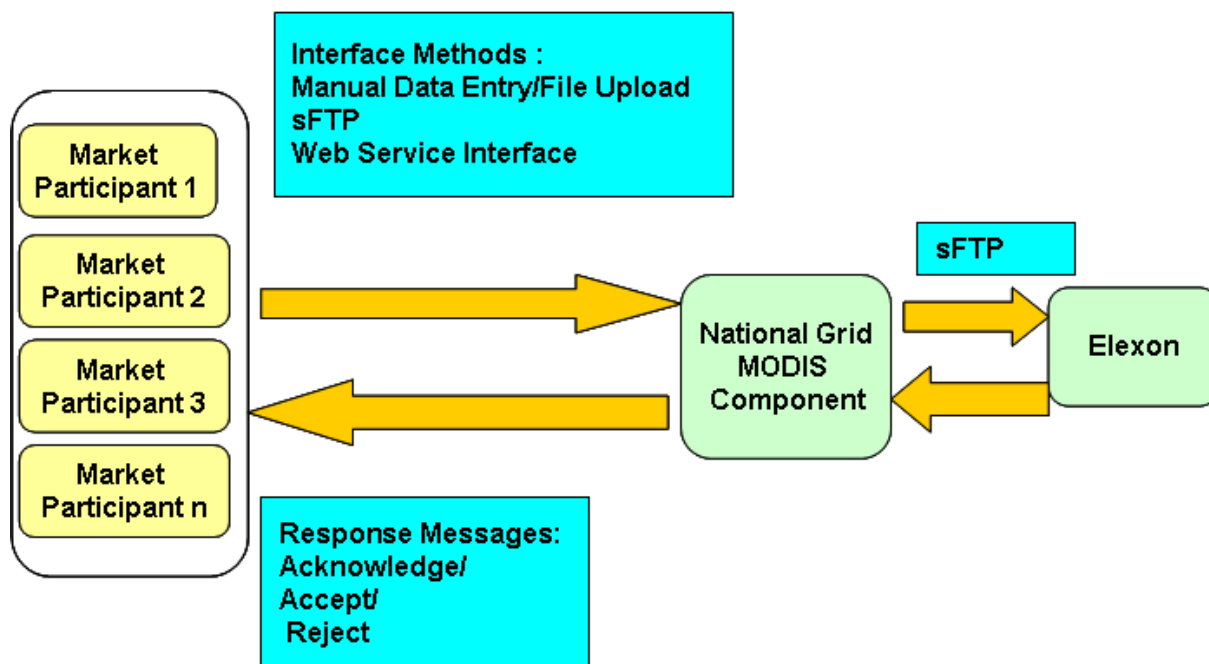 Interface Methods :
Manual Data Entry/File Upload
sFTP
Web Service Interface
Market
Participant 1
Market
Participant 2
Market
Participant 3
Market
Participant n
National Grid
MODIS
Component
sFTP
Elexon
Response Messages:
Acknowledge/
Accept/
Reject